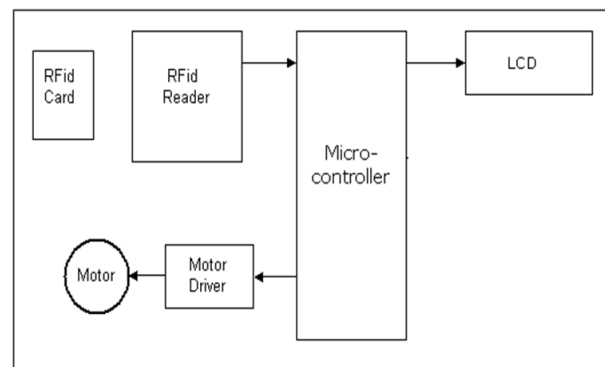 RFid
Card
RFid
Reader
Micro-
controller
LCD
Motor
Motor
Driver